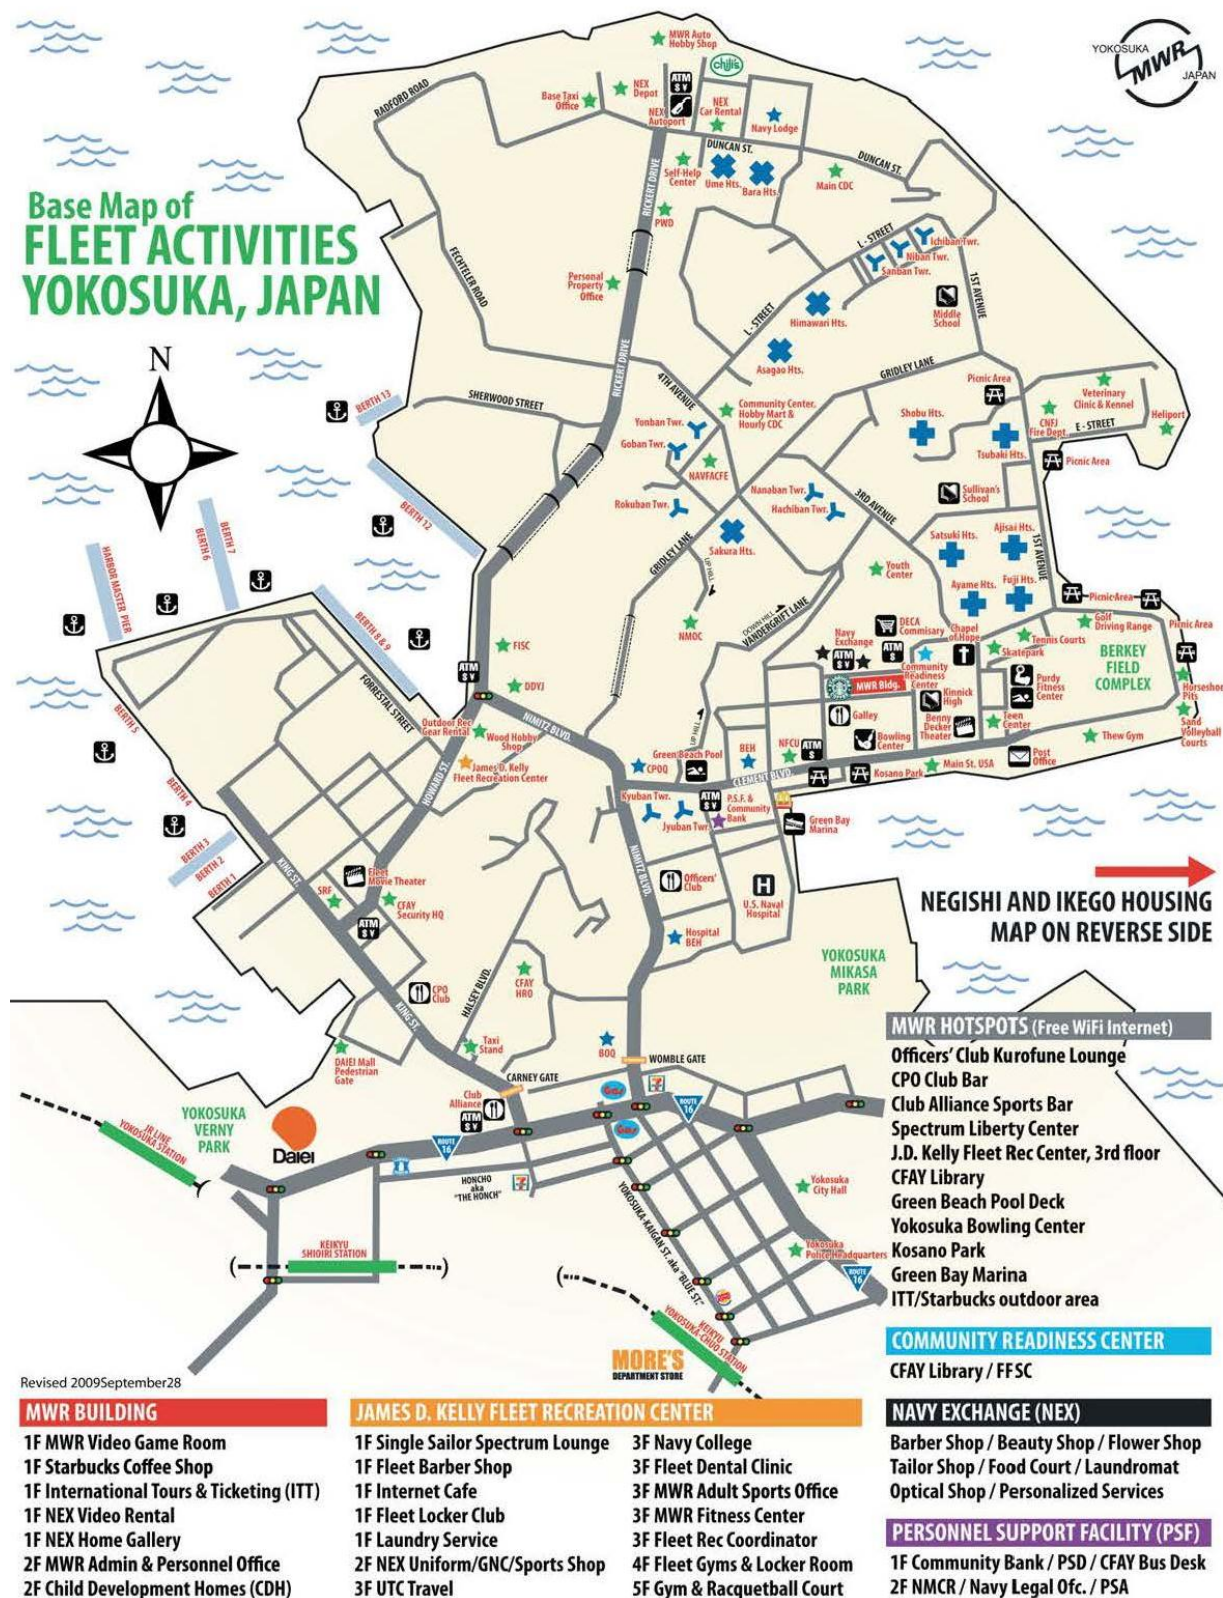 YOKOSUKA
MWR
JAPAN
Base Map of
FLEET ACTIVITIES
YOKOSUKA, JAPAN
N
MWR Auto
Hobby Shop
chili's
ATM
$ ¥
NEX
Depot
Base Taxi
Office
NEX
Autoport
NEX
Car Rental
Navy Lodge
RADFORD ROAD
DUNCAN ST.
DUNCAN ST.
Self-Help
Center
Ume Hts.
Bara Hts.
Main CDC
PWD
RICKERT DRIVE
L - STREET
Ichiban Twr.
Niban Twr.
Sanban Twr.
FECHTELER ROAD
Personal
Property
Office
1ST AVENUE
Middle
School
Himawari Hts.
L - STREET
RICKERT DRIVE
Asagao Hts.
GRIDLEY LANE
4TH AVENUE
SHERWOOD STREET
BERTH 13
Picnic Area
Veterinary
Clinic & Kennel
Community Center,
Hobby Mart &
Hourly CDC
Shobu Hts.
CNFJ
Fire Dept.
Heliport
E - STREET
Yonban Twr.
Goban Twr.
Tsubaki Hts.
Picnic Area
NAVFACFE
Nanaban Twr.
Hachiban Twr.
Sullivan's
School
3RD AVENUE
Rokuban Twr.
BERTH 12
Sakura Hts.
Satsuki Hts.
Ajisai Hts.
1ST AVENUE
GRIDLEY LANE
UP HILL
Youth
Center
Ayame Hts.
Fuji Hts.
BERTH 7
BERTH 6
HARBOR MASTER PIER
BERTH 8 & 9
Picnic Area
NMOC
DOWN HILL
VANDERGRIFT LANE
DECA
Commisary
Chapel
of Hope
Golf
Driving Range
Picnic Area
Navy
Exchange
ATM
$ ¥
ATM
$
Tennis Courts
Skatepark
BERKEY
FIELD
COMPLEX
FISC
Community
Readiness
Center
MWR Bldg.
Purdy
Fitness
Center
Horseshoe
Pits
ATM
$ ¥
DDYJ
Kinnick
High
FORRESTAL STREET
Galley
Benny
Decker
Theater
Teen
Center
Sand
Volleyball
Courts
BERTH 5
Outdoor Rec
Gear Rental
Wood Hobby
Shop
NIMITZ BLVD.
UP HILL
Bowling
Center
Thew Gym
Green Beach Pool
BEH
NFCU
ATM
$
Post
Office
James D. Kelly
Fleet Recreation Center
CPOQ
CLEMENT BLVD.
Kosano Park
Main St. USA
HOWARD ST.
BERTH 4
Kyuban Twr.
Jyuban Twr.
ATM
$ ¥
P.S.F. &
Community
Bank
Green Bay
Marina
BERTH 3
BERTH 2
BERTH 1
KING ST.
NIMITZ BLVD.
Fleet
Movie Theater
SRF
CFAY
Security HQ
Officers'
Club
H
U.S. Naval
Hospital
NEGISHI AND IKEGO HOUSING
MAP ON REVERSE SIDE
ATM
$ ¥
Hospital
BEH
YOKOSUKA
MIKASA
PARK
CPO
Club
HALSEY BLVD.
CFAY
HRO
KING ST.
DAIEI Mall
Pedestrian
Gate
Taxi
Stand
BOQ
WOMBLE GATE
CARNEY GATE
Club
Alliance
ATM
$ ¥
7
ROUTE
16
YOKOSUKA
VERNY
PARK
JR LINE
YOKOSUKA STATION
Daiei
ROUTE
16
HONCHO
aka
"THE HONCH"
7
YOKOSUKA-KAIGAN ST. aka "BLUE ST."
Yokosuka
City Hall
KEIKYU
SHIOIRI STATION
Yokosuka
Police Headquarters
ROUTE
16
KEIKYU
YOKOSUKA-CHUO STATION
MORE'S
DEPARTMENT STORE
MWR HOTSPOTS (Free WiFi Internet)
Officers' Club Kurofune Lounge
CPO Club Bar
Club Alliance Sports Bar
Spectrum Liberty Center
J.D. Kelly Fleet Rec Center, 3rd floor
CFAY Library
Green Beach Pool Deck
Yokosuka Bowling Center
Kosano Park
Green Bay Marina
ITT/Starbucks outdoor area
COMMUNITY READINESS CENTER
CFAY Library / FFSC
Revised 2009September28
MWR BUILDING
1F MWR Video Game Room
1F Starbucks Coffee Shop
1F International Tours & Ticketing (ITT)
1F NEX Video Rental
1F NEX Home Gallery
2F MWR Admin & Personnel Office
2F Child Development Homes (CDH)
JAMES D. KELLY FLEET RECREATION CENTER
1F Single Sailor Spectrum Lounge
1F Fleet Barber Shop
1F Internet Cafe
1F Fleet Locker Club
1F Laundry Service
2F NEX Uniform/GNC/Sports Shop
3F UTC Travel
3F Navy College
3F Fleet Dental Clinic
3F MWR Adult Sports Office
3F MWR Fitness Center
3F Fleet Rec Coordinator
4F Fleet Gyms & Locker Room
5F Gym & Racquetball Court
NAVY EXCHANGE (NEX)
Barber Shop / Beauty Shop / Flower Shop
Tailor Shop / Food Court / Laundromat
Optical Shop / Personalized Services
PERSONNEL SUPPORT FACILITY (PSF)
1F Community Bank / PSD / CFAY Bus Desk
2F NMCR / Navy Legal Ofc. / PSA